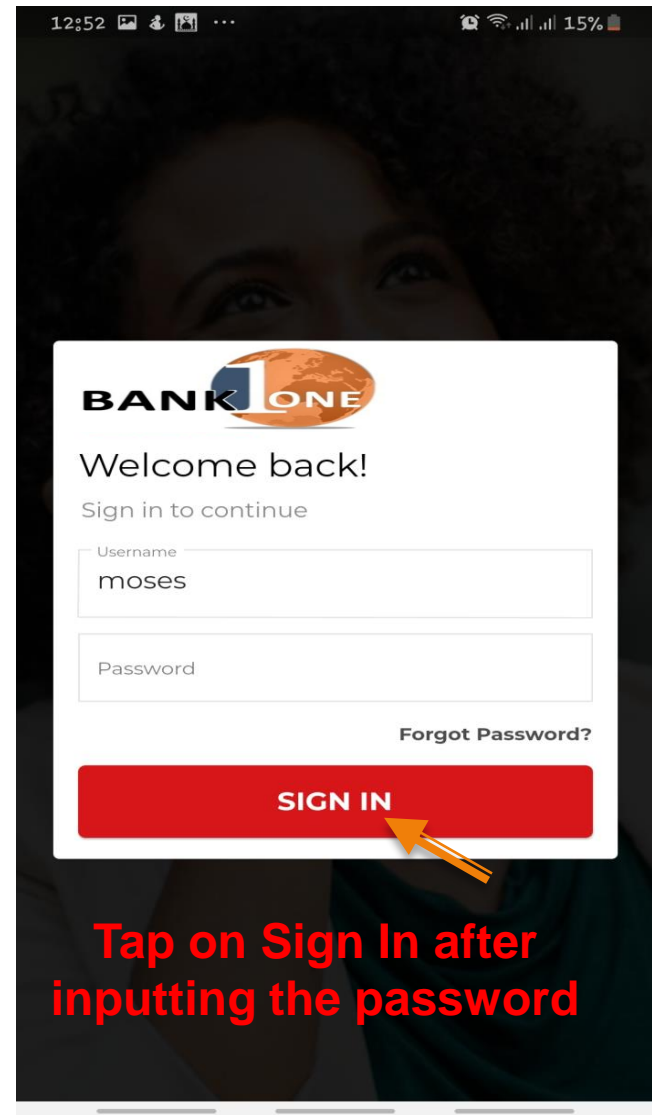 12:52 ... 15%
BANK 1 ONE
Welcome back!
Sign in to continue
Username
moses
Password
Forgot Password?
SIGN IN
Tap on Sign In after
inputting the password